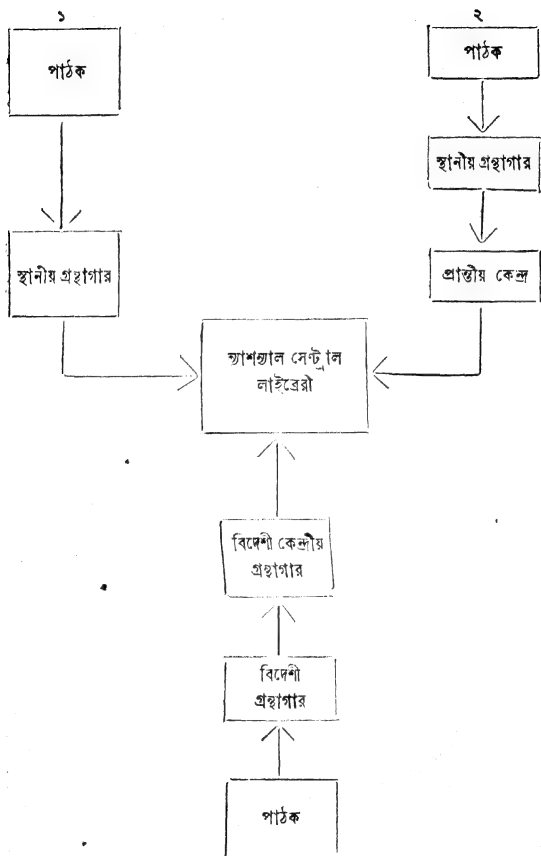 ১
পাঠক
স্থানীয় গ্রন্থাগার
২
পাঠক
স্থানীয় গ্রন্থাগার
প্রান্তীয় কেন্দ্র
ন্যাশন্যাল সেণ্ট্রাল
লাইব্রেরী
বিদেশী কেন্দ্রীয়
গ্রন্থাগার
বিদেশী
গ্রন্থাগার
পাঠক